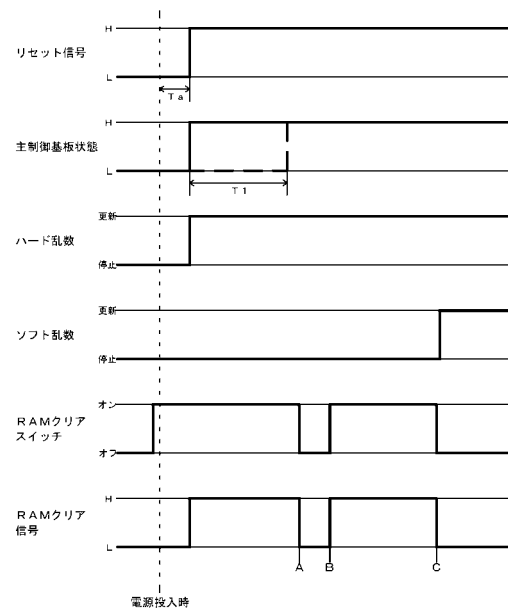 H
リセット信号
L
Ta
H
主制御基板状態
L
T1
更新
ハード乱数
停止
更新
ソフト乱数
停止
オン
RAMクリア
スイッチ
オフ
H
RAMクリア
信号
L
A B C
電源投入時